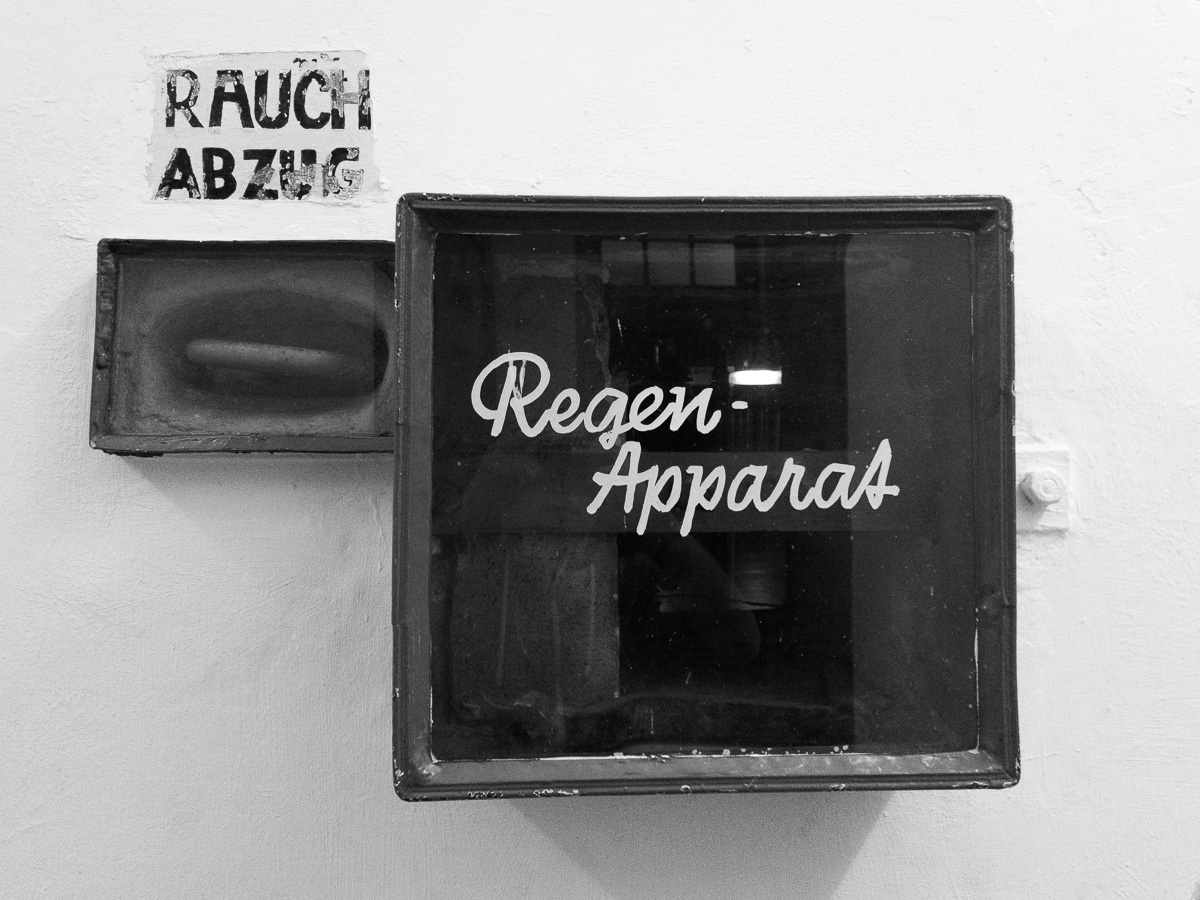 RAUCH
ABZUG
Regen-
Apparat